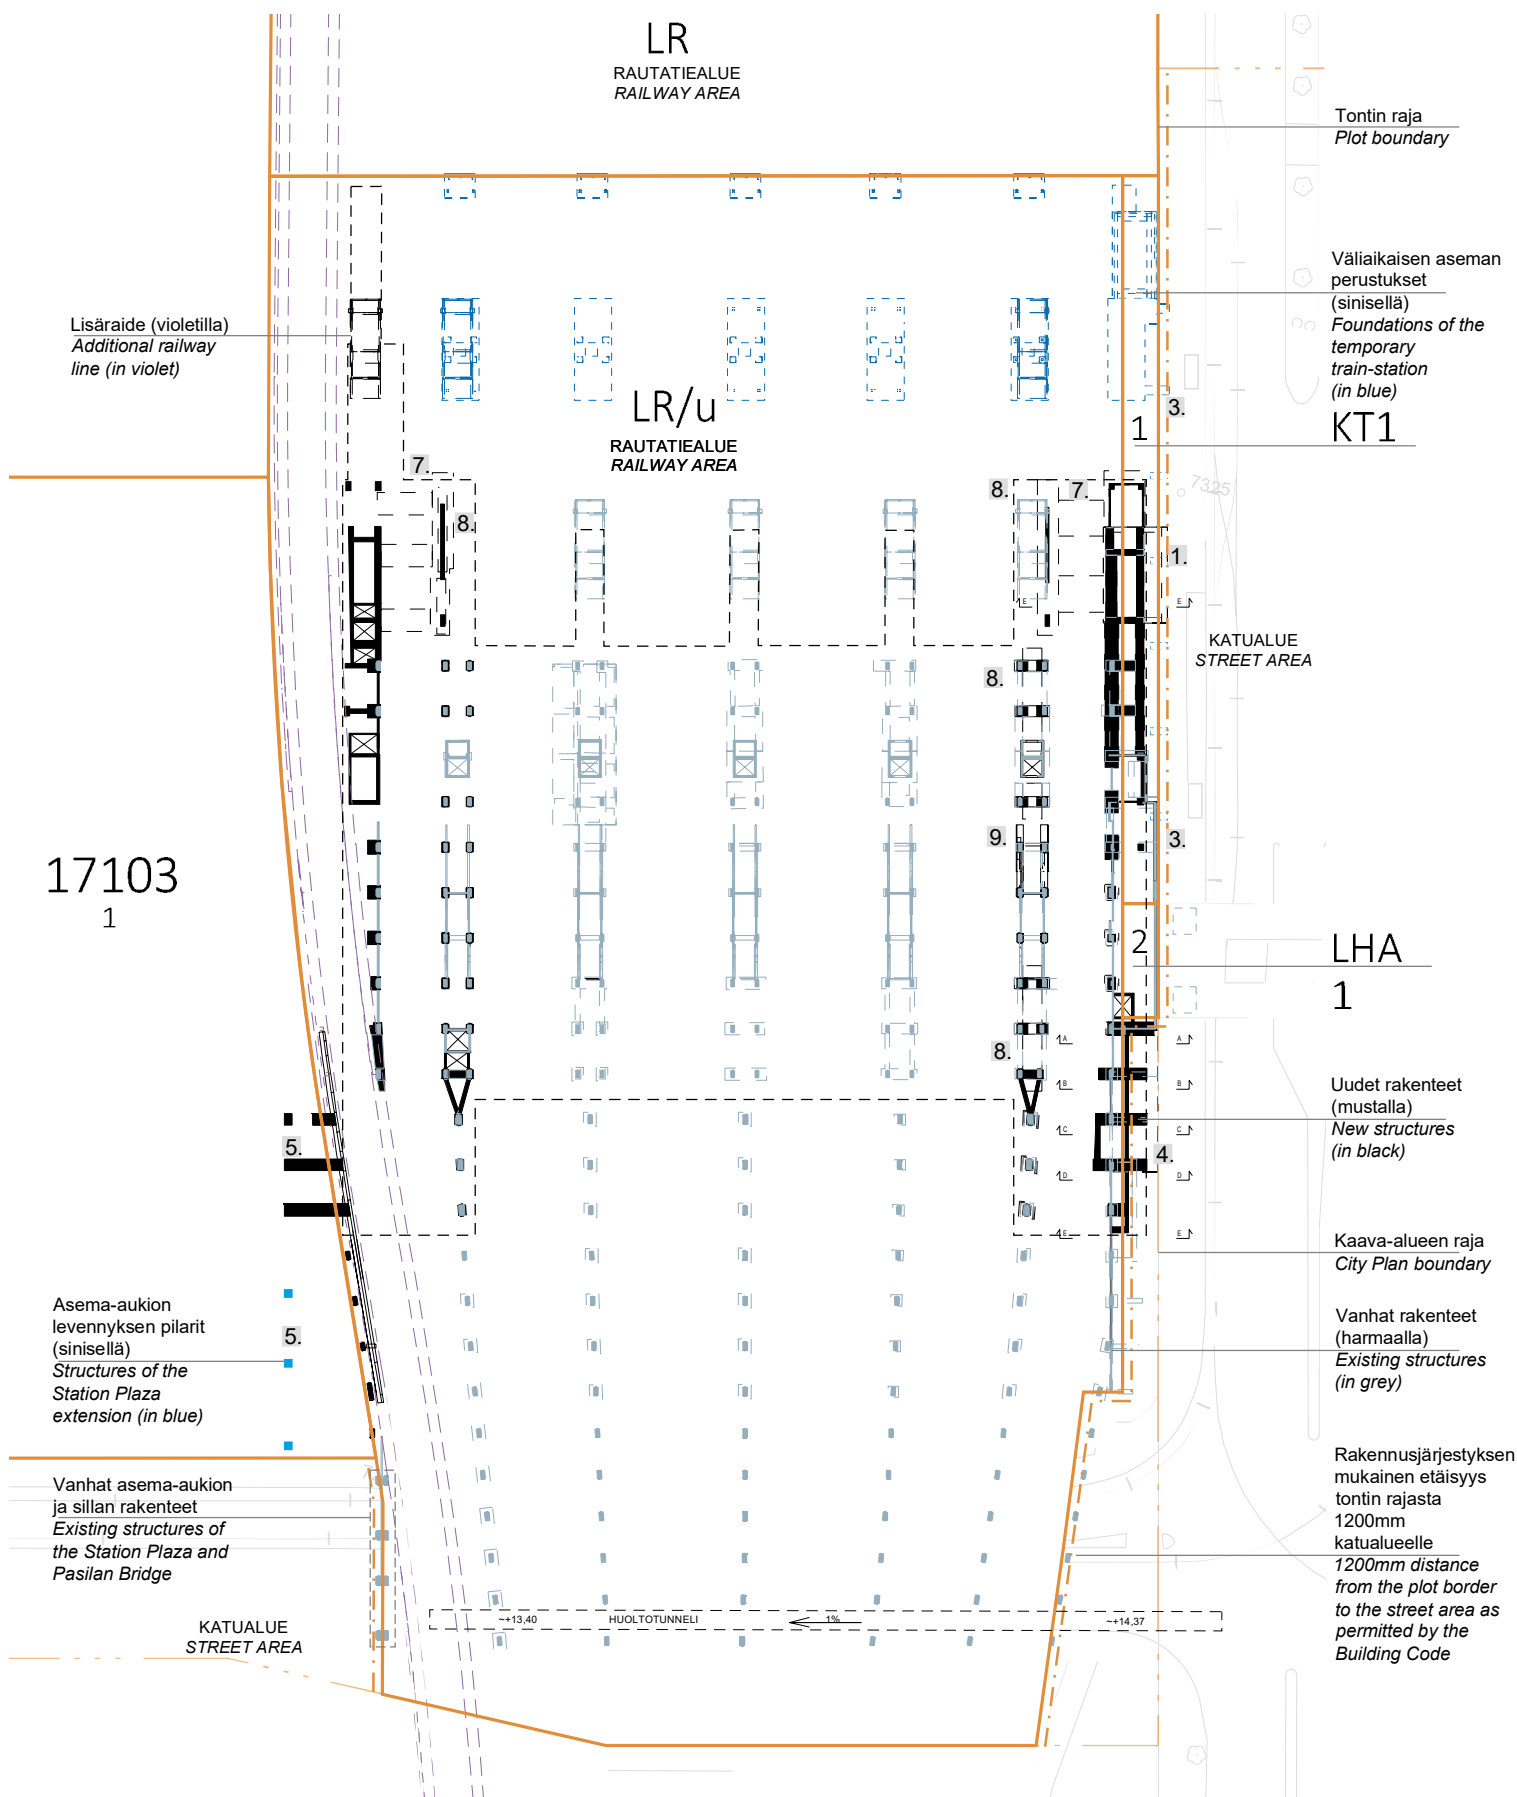 LR
RAUTATIEALUE
RAILWAY AREA
Tontin raja
Plot boundary
Väliaikaisen aseman
perustukset
(sinisellä)
Foundations of the
temporary
train-station
(in blue)
Lisäraide (violetilla)
Additional railway
line (in violet)
LR/u
RAUTATIEALUE
RAILWAY AREA
3.
1
KT1
7.
8.
8.
7.
7325
1.
E
E
KATUALUE
STREET AREA
8.
9.
3.
17103
1
2
LHA
1
8.
A
A
B
B
Uudet rakenteet
(mustalla)
New structures
(in black)
C
C
5.
4.
D
D
E
E
Kaava-alueen raja
City Plan boundary
Asema-aukion
levennyksen pilarit
(sinisellä)
Structures of the
Station Plaza
extension (in blue)
5.
Vanhat rakenteet
(harmaalla)
Existing structures
(in grey)
Vanhat asema-aukion
ja sillan rakenteet
Existing structures of
the Station Plaza and
Pasilan Bridge
Rakennusjärjestyksen
mukainen etäisyys
tontin rajasta
1200mm
katualueelle
1200mm distance
from the plot border
to the street area as
permitted by the
Building Code
~+13,40 HUOLTOTUNNELI 1% ~+14,37
KATUALUE
STREET AREA